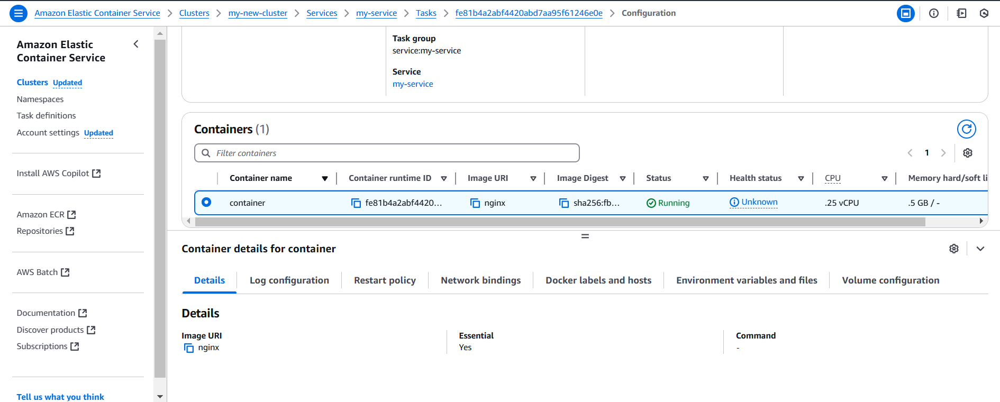 Amazon Elastic Container Service
Clusters
my-new-cluster
Services
my-service
Tasks
fe81b4a2abf4420abd7aa95f61246e0e
Configuration
Amazon Elastic
Container Service
Clusters Updated
Namespaces
Task definitions
Account settings Updated
Install AWS Copilot
Amazon ECR
Repositories
AWS Batch
Documentation
Discover products
Subscriptions
Tell us what you think
Task group
service:my-service
Service
my-service
Containers (1)
Filter containers
1
Container name Container runtime ID Image URI Image Digest Status Health status CPU Memory hard/soft li
container fe81b4a2abf4420... nginx sha256:fb... Running Unknown .25 vCPU .5 GB / -
Container details for container
Details Log configuration Restart policy Network bindings Docker labels and hosts Environment variables and files Volume configuration
Details
Image URI
nginx
Essential
Yes
Command
-